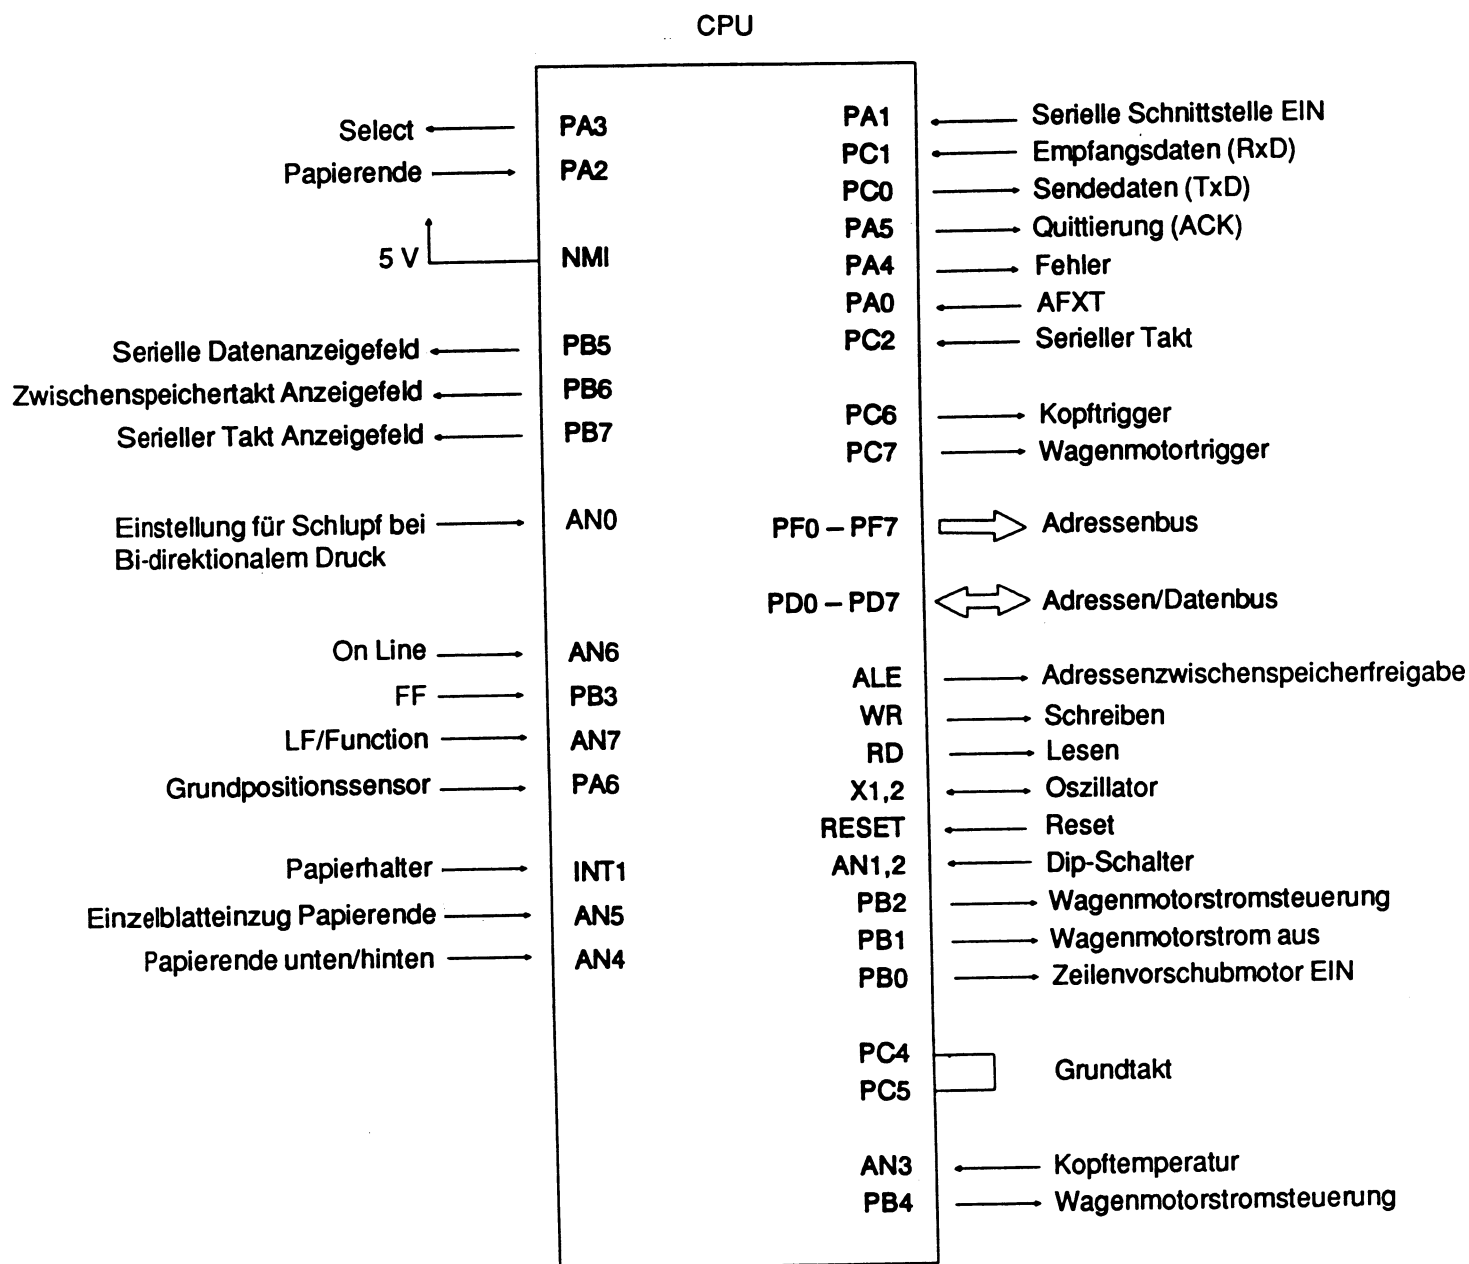 CPU
Select PA3
Papierende PA2
5 V NMI
Serielle Datenanzeigefeld PB5
Zwischenspeichertakt Anzeigefeld PB6
Serieller Takt Anzeigefeld PB7
Einstellung für Schlupf bei AN0
Bi-direktionalem Druck
On Line AN6
FF PB3
LF/Function AN7
Grundpositionssensor PA6
Papierhalter INT1
Einzelblatteinzug Papierende AN5
Papierende unten/hinten AN4
PA1 Serielle Schnittstelle EIN
PC1 Empfangsdaten (RxD)
PC0 Sendedaten (TxD)
PA5 Quittierung (ACK)
PA4 Fehler
PA0 AFXT
PC2 Serieller Takt
PC6 Kopftrigger
PC7 Wagenmotortrigger
PF0 – PF7 Adressenbus
PD0 – PD7 Adressen/Datenbus
ALE Adressenzwischenspeicherfreigabe
WR Schreiben
RD Lesen
X1,2 Oszillator
RESET Reset
AN1,2 Dip-Schalter
PB2 Wagenmotorstromsteuerung
PB1 Wagenmotorstrom aus
PB0 Zeilenvorschubmotor EIN
PC4
Grundtakt
PC5
AN3 Kopftemperatur
PB4 Wagenmotorstromsteuerung